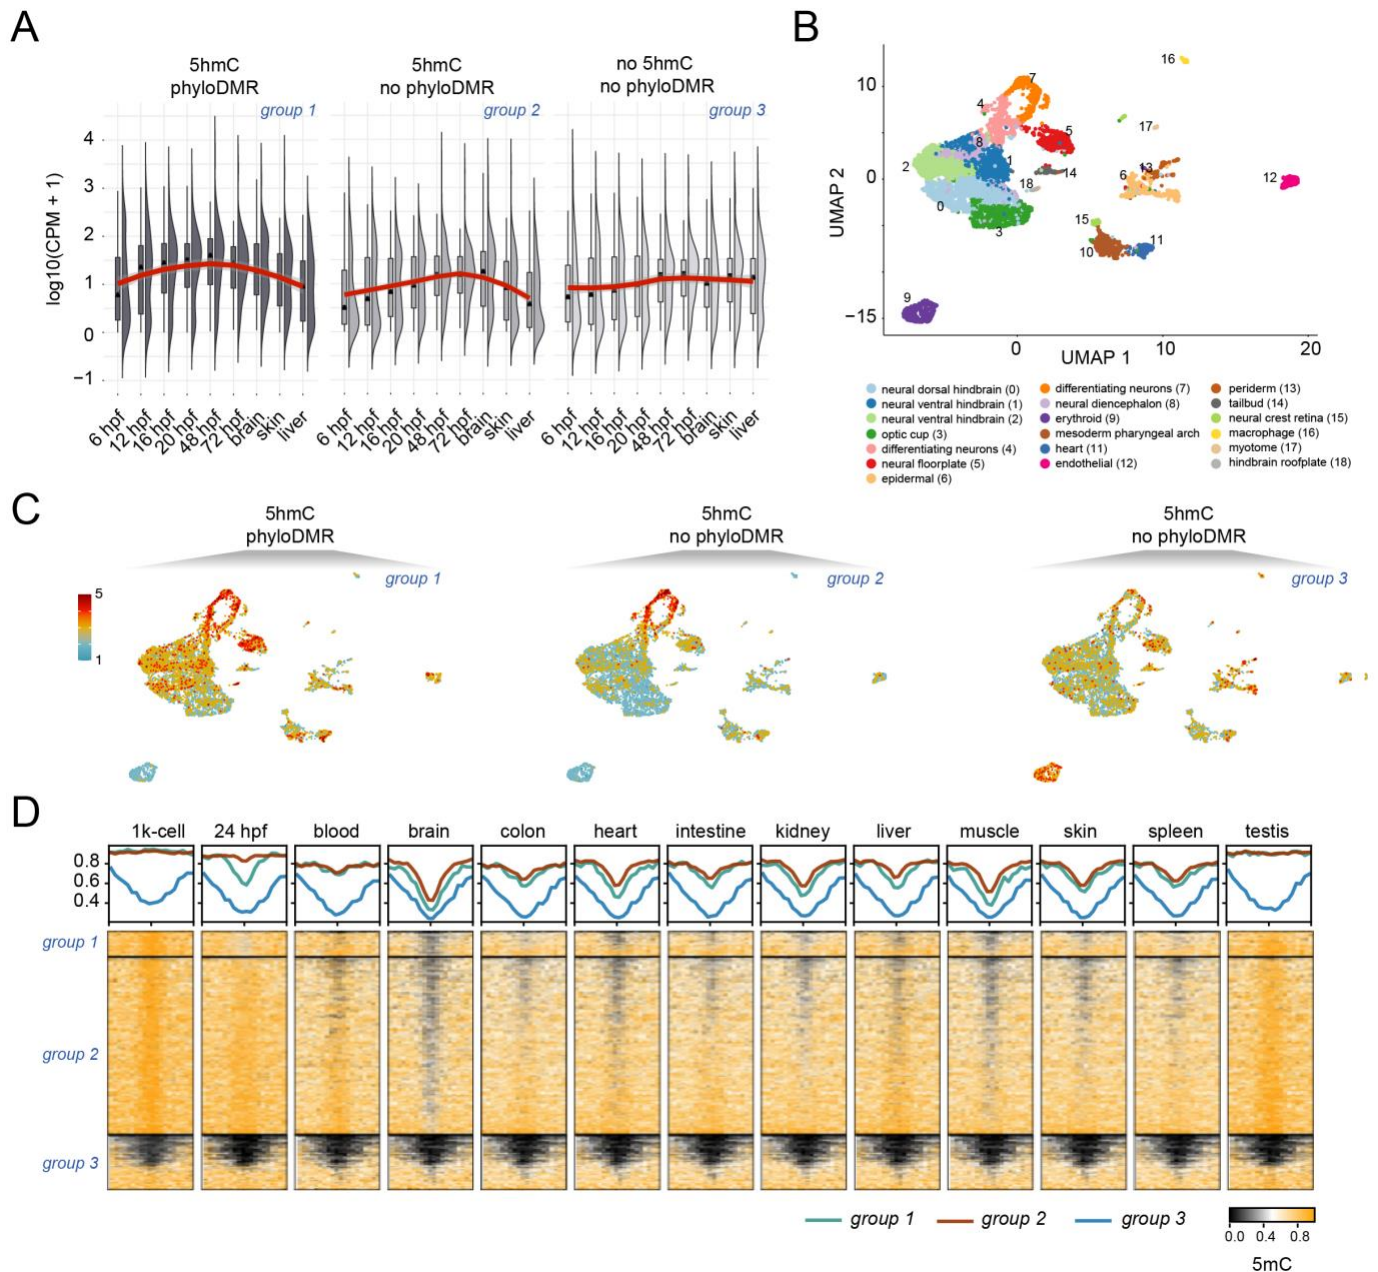 A
5hmC
phyloDMR
group 1
5hmC
no phyloDMR
group 2
no 5hmC
no phyloDMR
group 3
log10(CPM + 1)
4
3
2
1
0
−1
6 hpf
12 hpf
16 hpf
20 hpf
48 hpf
72 hpf
brain
skin
liver
6 hpf
12 hpf
16 hpf
20 hpf
48 hpf
72 hpf
brain
skin
liver
6 hpf
12 hpf
16 hpf
20 hpf
48 hpf
72 hpf
brain
skin
liver
B
UMAP 2
10
0
−15
16
7
4
17
5
8
2
1
14
13
6
12
18
0
3
15
10
11
9
0
10
20
UMAP 1
neural dorsal hindbrain (0)
neural ventral hindbrain (1)
neural ventral hindbrain (2)
optic cup (3)
differentiating neurons (4)
neural floorplate (5)
epidermal (6)
differentiating neurons (7)
neural diencephalon (8)
erythroid (9)
mesoderm pharyngeal arch
heart (11)
endothelial (12)
periderm (13)
tailbud (14)
neural crest retina (15)
macrophage (16)
myotome (17)
hindbrain roofplate (18)
C
5hmC
phyloDMR
group 1
5
1
5hmC
no phyloDMR
group 2
5hmC
no phyloDMR
group 3
D
1k-cell
24 hpf
blood
brain
colon
heart
intestine
kidney
liver
muscle
skin
spleen
testis
0.8
0.6
0.4
group 1
group 2
group 3
group 1
group 2
group 3
0.0 0.4 0.8
5mC